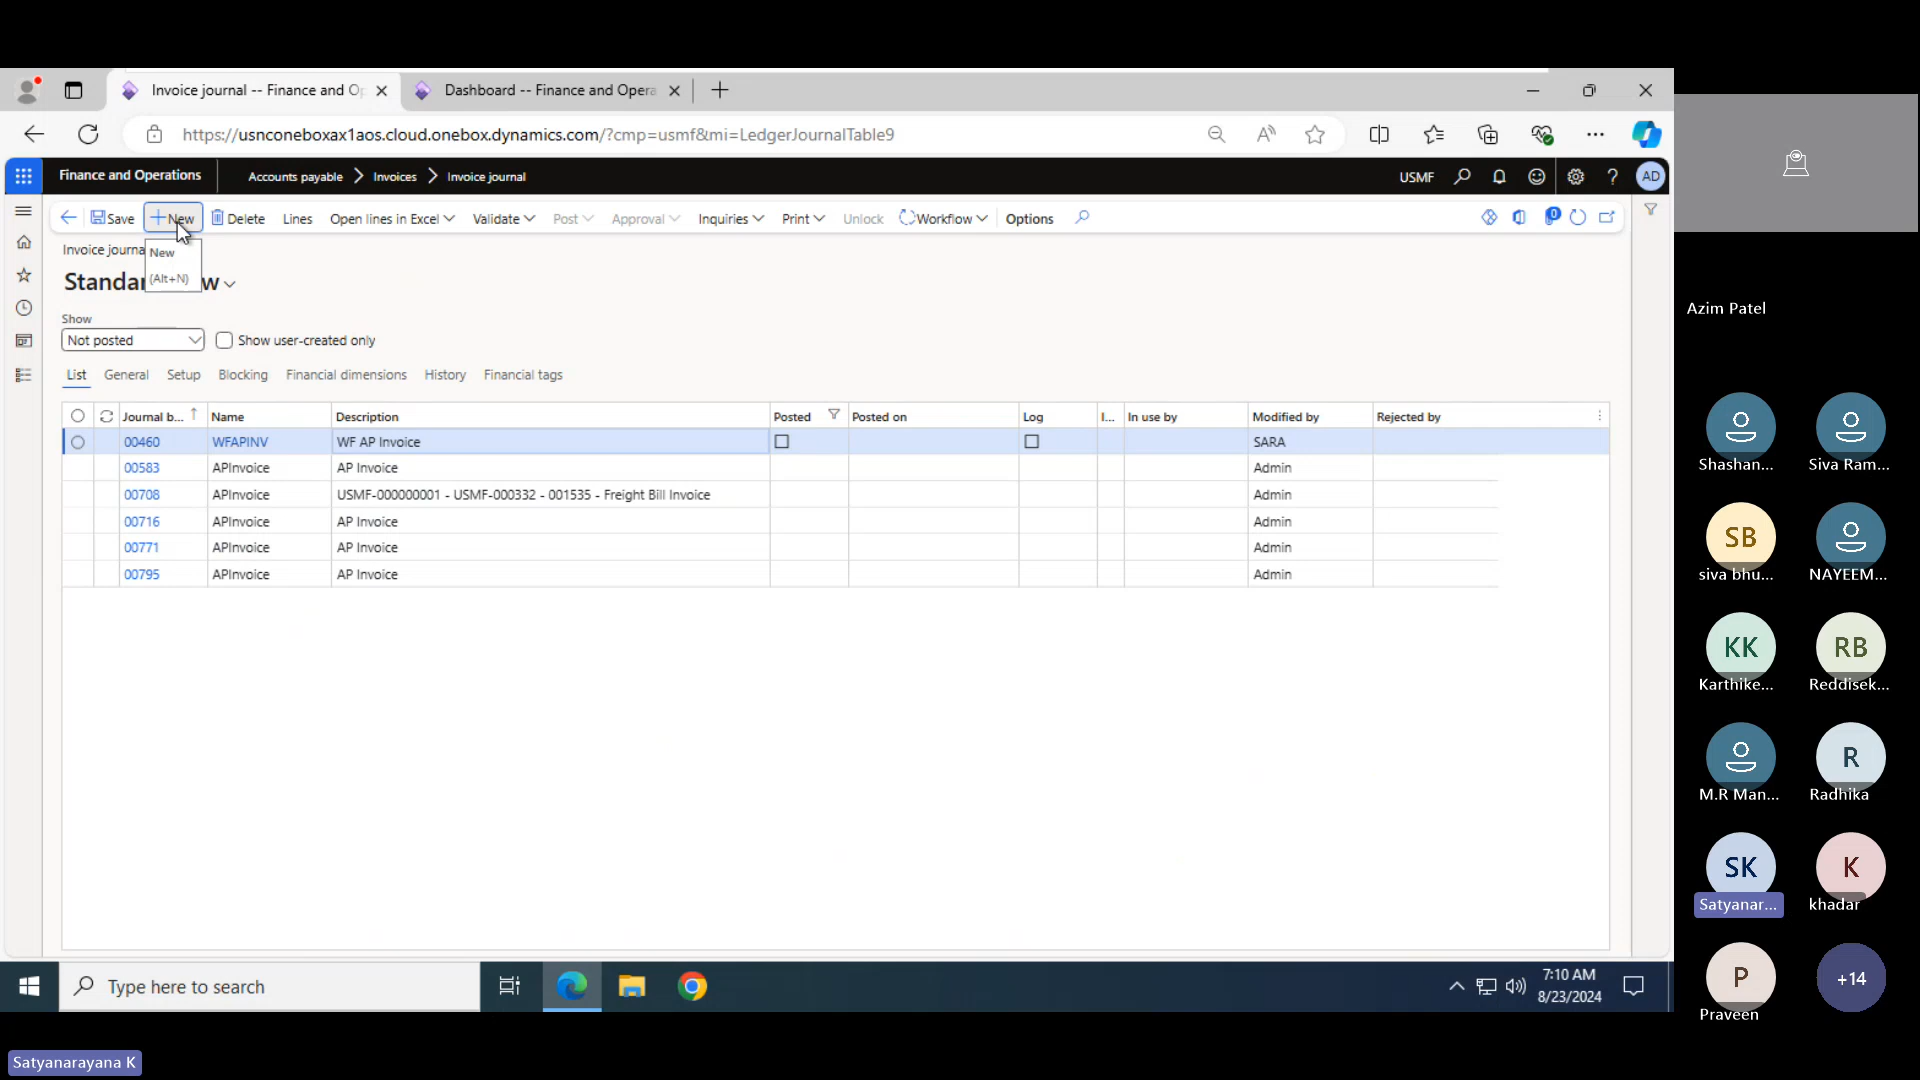 Invoice journal -- Finance and Op
Dashboard -- Finance and Opera
https://usnconeboxax1aos.cloud.onebox.dynamics.com/?cmp=usmf&mi=LedgerJournalTable9
Finance and Operations
Accounts payable
Invoices
Invoice journal
USMF
AD
Save
New
Delete
Lines
Open lines in Excel
Validate
Post
Approval
Inquiries
Print
Unlock
Workflow
Options
0
Invoice journa
New
(Alt+N)
Standar
w
Show
Not posted
Show user-created only
List
General
Setup
Blocking
Financial dimensions
History
Financial tags
Journal b... Name Description Posted Posted on Log I... In use by Modified by Rejected by
00460 WFAPINV WF AP Invoice SARA
00583 APInvoice AP Invoice Admin
00708 APInvoice USMF-000000001 - USMF-000332 - 001535 - Freight Bill Invoice Admin
00716 APInvoice AP Invoice Admin
00771 APInvoice AP Invoice Admin
00795 APInvoice AP Invoice Admin
Type here to search
7:10 AM
8/23/2024
Azim Patel
Shashan...
Siva Ram...
SB
siva bhu...
NAYEEM...
KK
Karthike...
RB
Reddisek...
M.R Man...
R
Radhika
SK
Satyanar...
K
khadar
P
Praveen
+14
Satyanarayana K